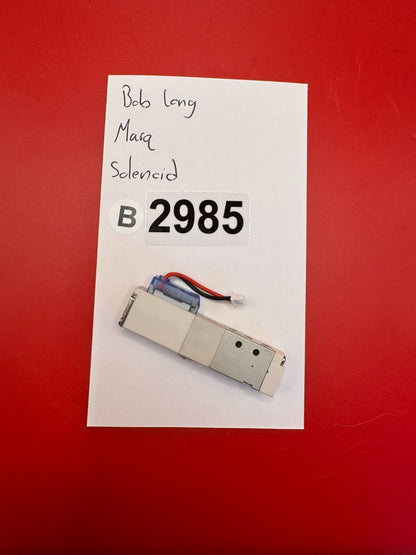 Bob Long
Marq
Solenoid
B 2985